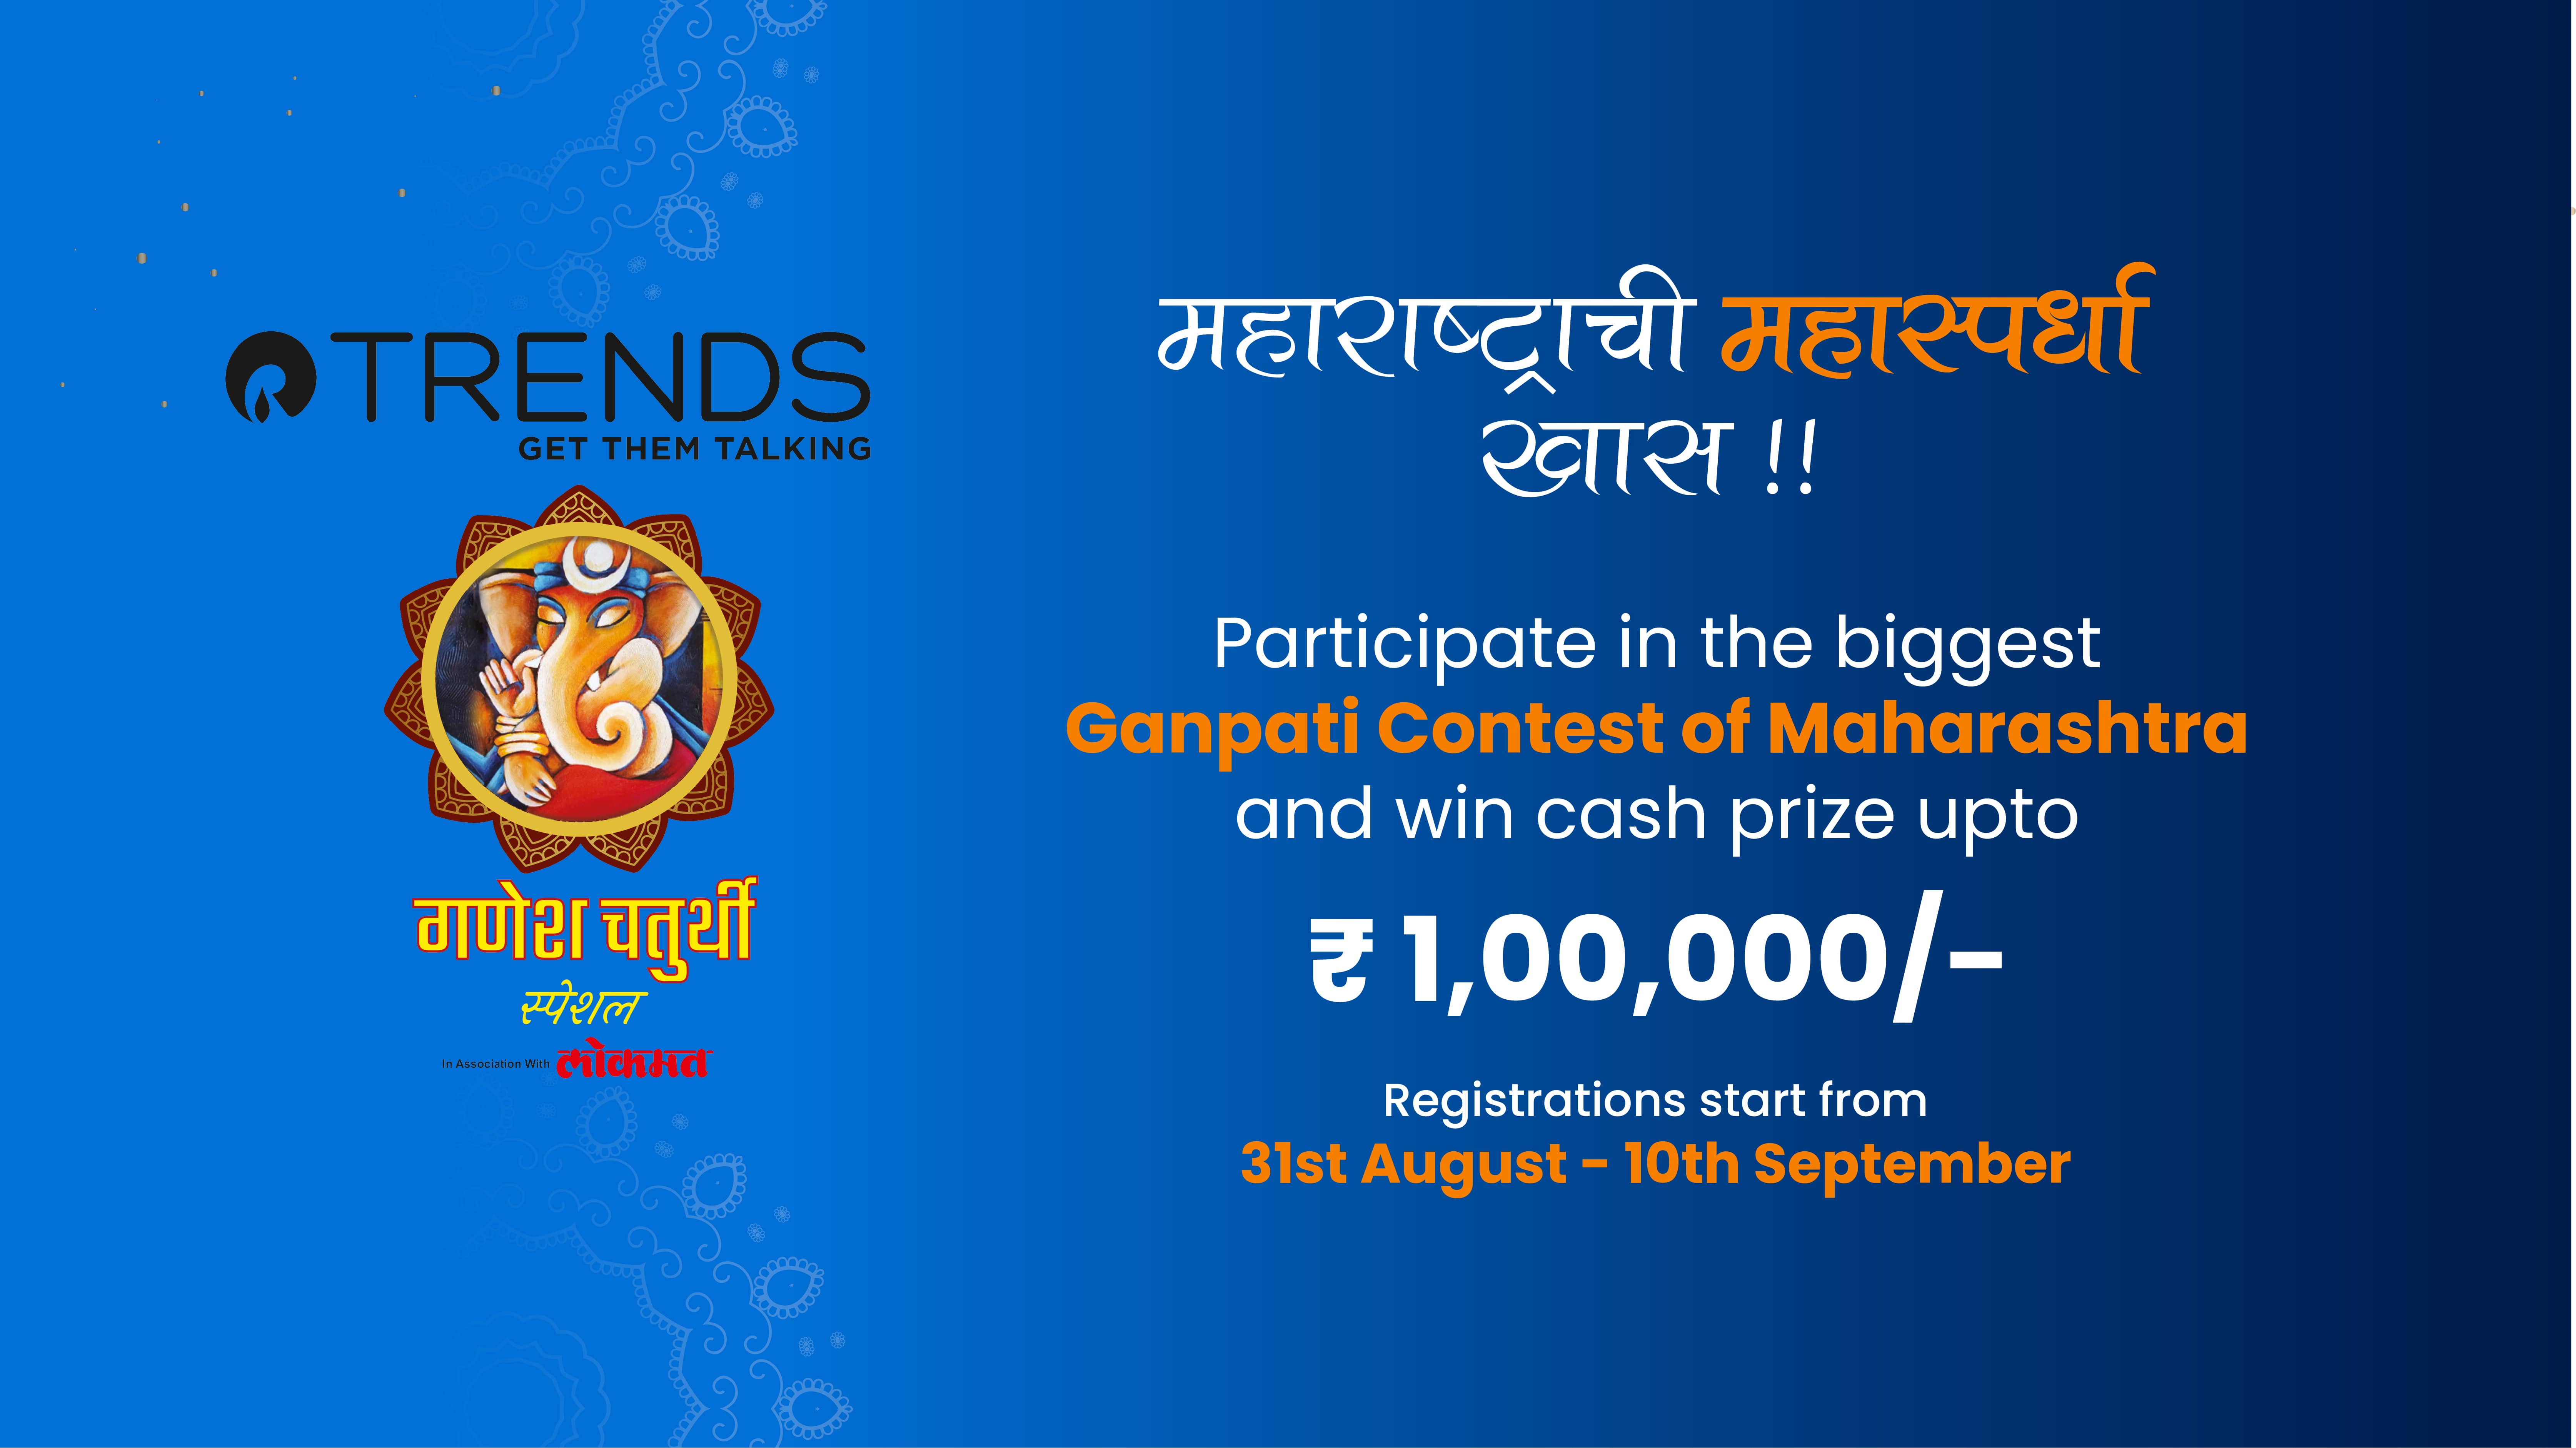 TRENDS
GET THEM TALKING
गणेश चतुर्थी
स्पेशल
In Association With लोकमत
महाराष्ट्राची महास्पर्धा
खास !!
Participate in the biggest
Ganpati Contest of Maharashtra
and win cash prize upto
₹ 1,00,000/-
Registrations start from
31st August - 10th September